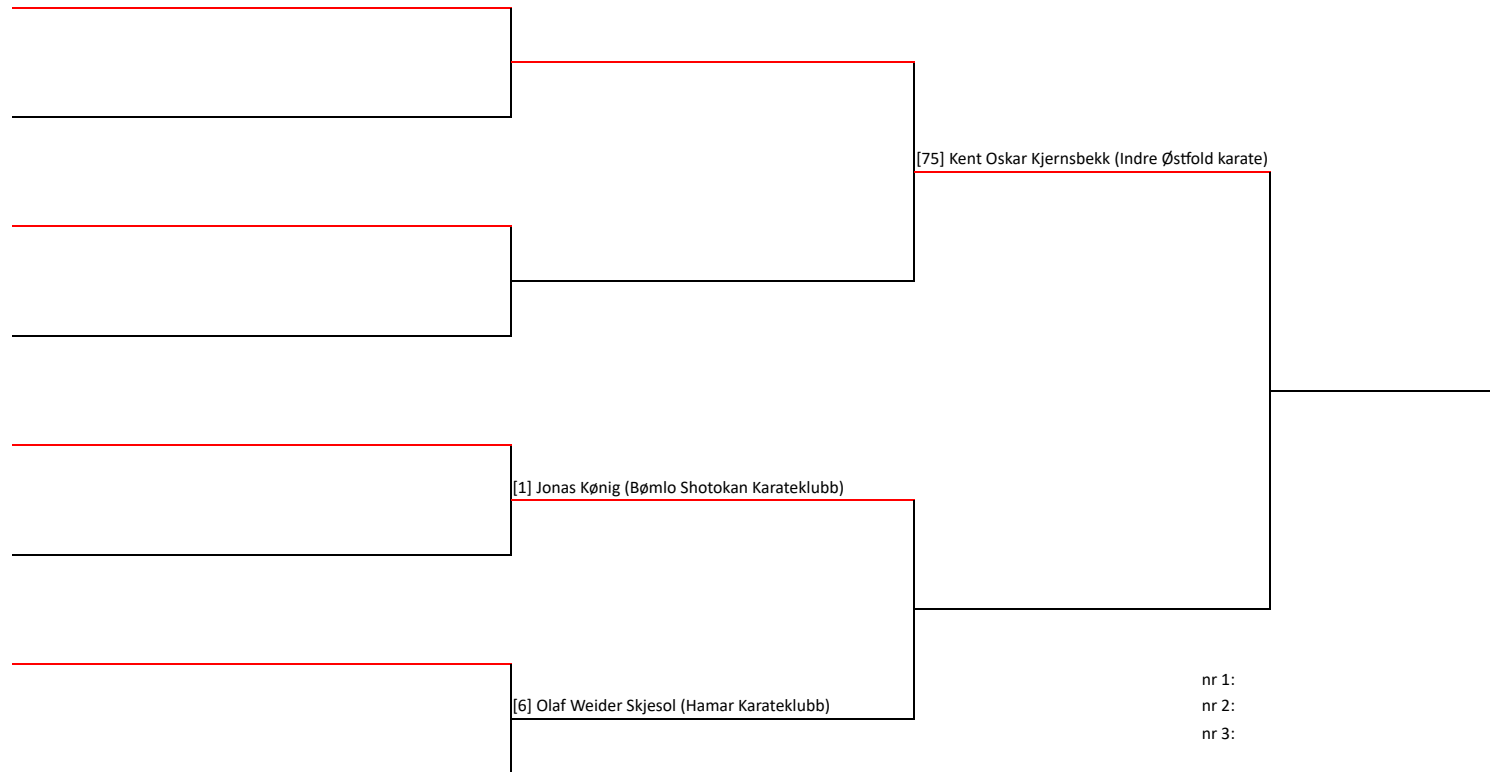 [75] Kent Oskar Kjernsbekk (Indre Østfold karate)
[1] Jonas Kønig (Bømlo Shotokan Karateklubb)
[6] Olaf Weider Skjesol (Hamar Karateklubb)
nr 1:
nr 2:
nr 3: